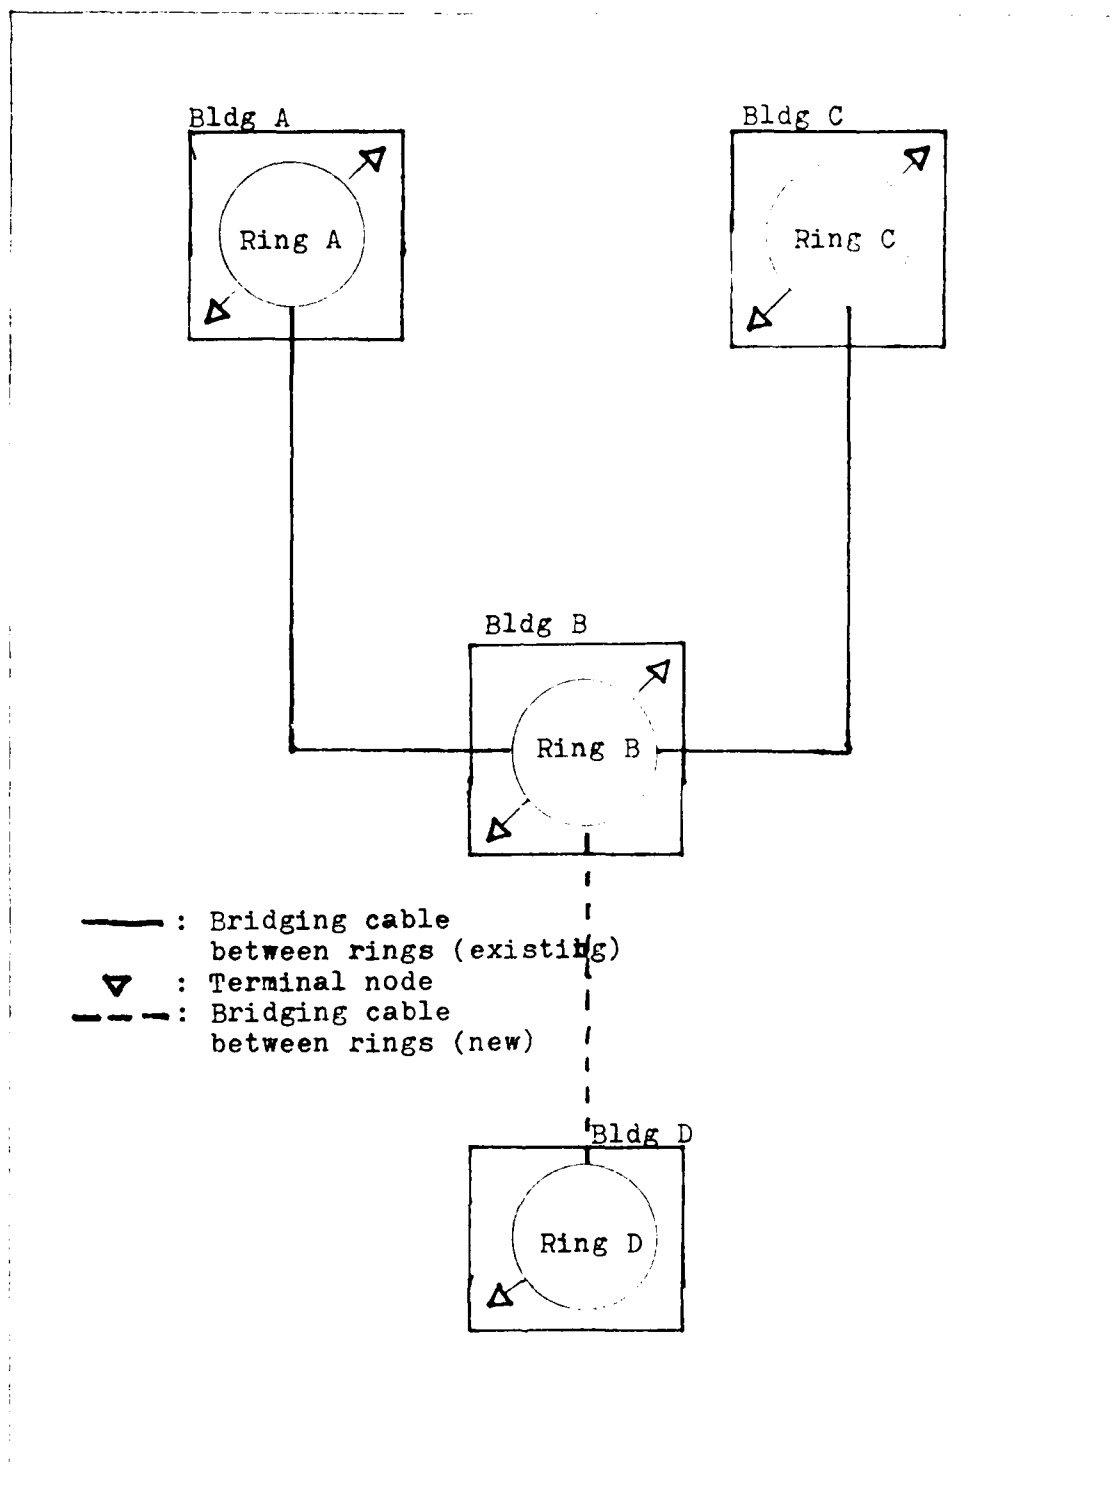 Bldg A
Bldg C
Ring A
Ring C
Bldg B
Ring B
: Bridging cable
between rings (existing)
: Terminal node
: Bridging cable
between rings (new)
Bldg D
Ring D